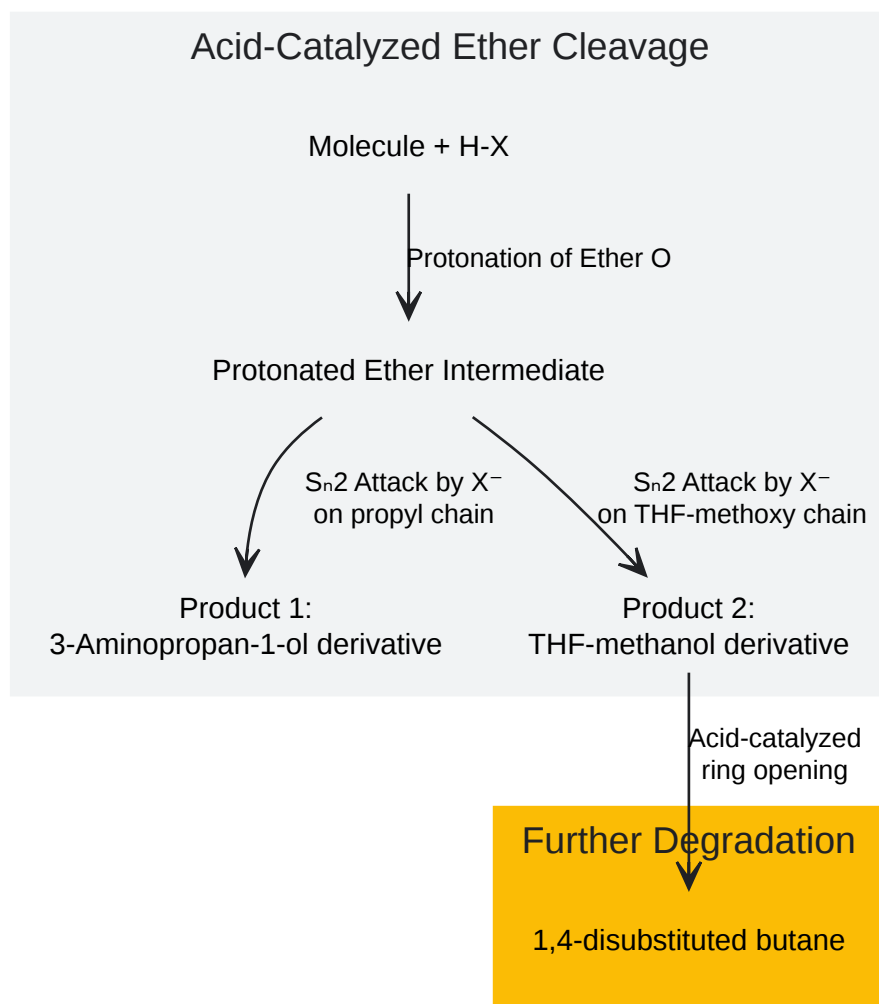 Acid-Catalyzed Ether Cleavage
Molecule + H-X
Protonation of Ether O
Protonated Ether Intermediate
Sₙ2 Attack by X⁻
on propyl chain
Sₙ2 Attack by X⁻
on THF-methoxy chain
Product 1:
3-Aminopropan-1-ol derivative
Product 2:
THF-methanol derivative
Acid-catalyzed
ring opening
Further Degradation
1,4-disubstituted butane